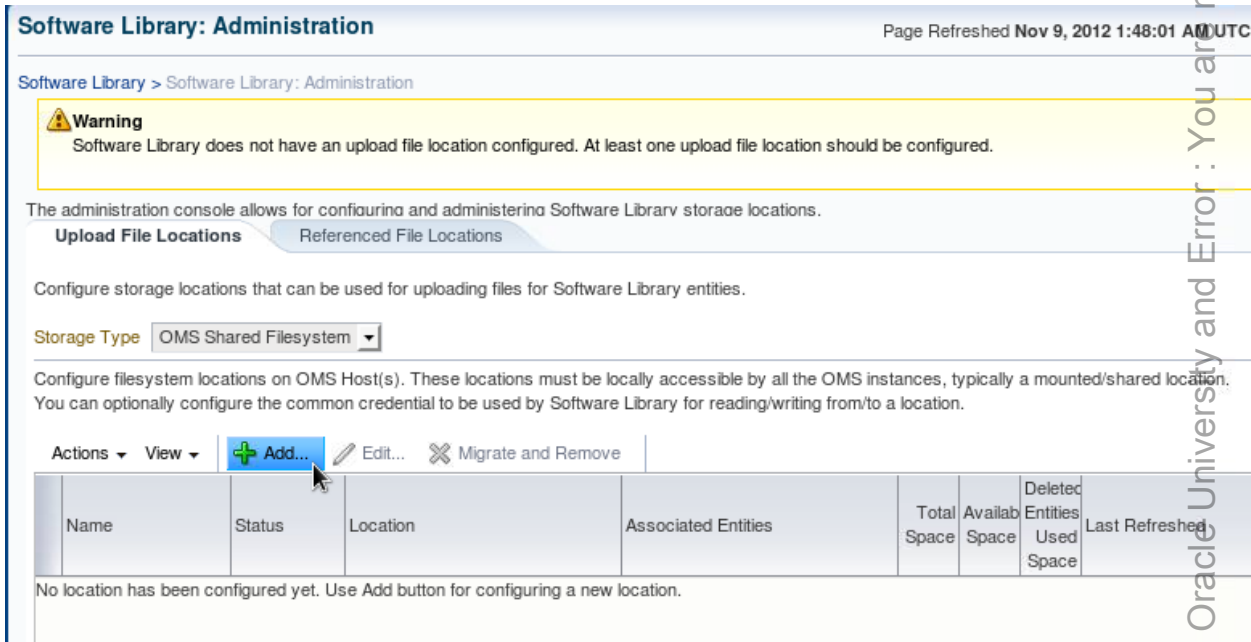 Software Library: Administration
Page Refreshed Nov 9, 2012 1:48:01 AM UTC
Software Library > Software Library: Administration
Warning
Software Library does not have an upload file location configured. At least one upload file location should be configured.
The administration console allows for configuring and administering Software Library storage locations.
Upload File Locations
Referenced File Locations
Configure storage locations that can be used for uploading files for Software Library entities.
Storage Type OMS Shared Filesystem
Configure filesystem locations on OMS Host(s). These locations must be locally accessible by all the OMS instances, typically a mounted/shared location.
You can optionally configure the common credential to be used by Software Library for reading/writing from/to a location.
Actions View Add... Edit... Migrate and Remove
Name
Status
Location
Associated Entities
Total
Space
Availab
Space
Deleted
Entities
Used
Space
Last Refreshed
No location has been configured yet. Use Add button for configuring a new location.
Oracle University and Error : You are